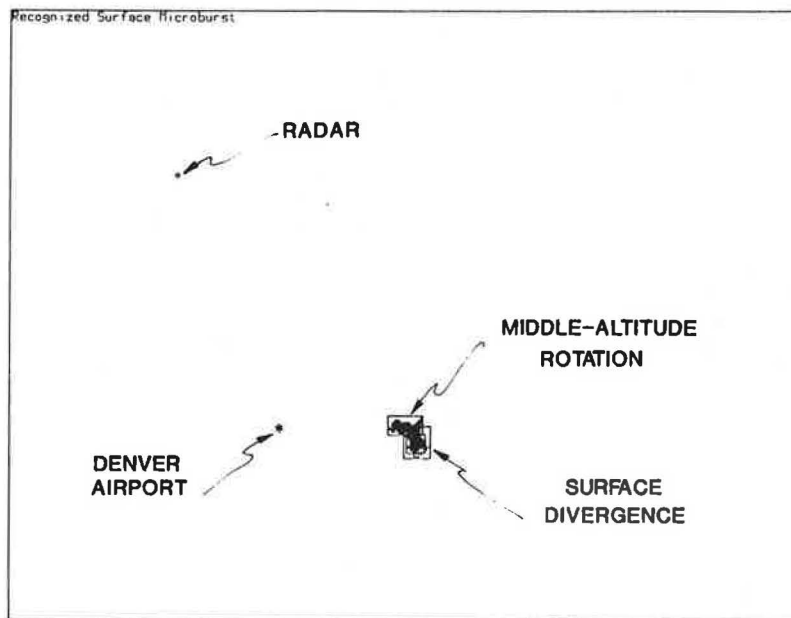 Recognized Surface Microburst
RADAR
MIDDLE-ALTITUDE
ROTATION
DENVER
AIRPORT
SURFACE
DIVERGENCE